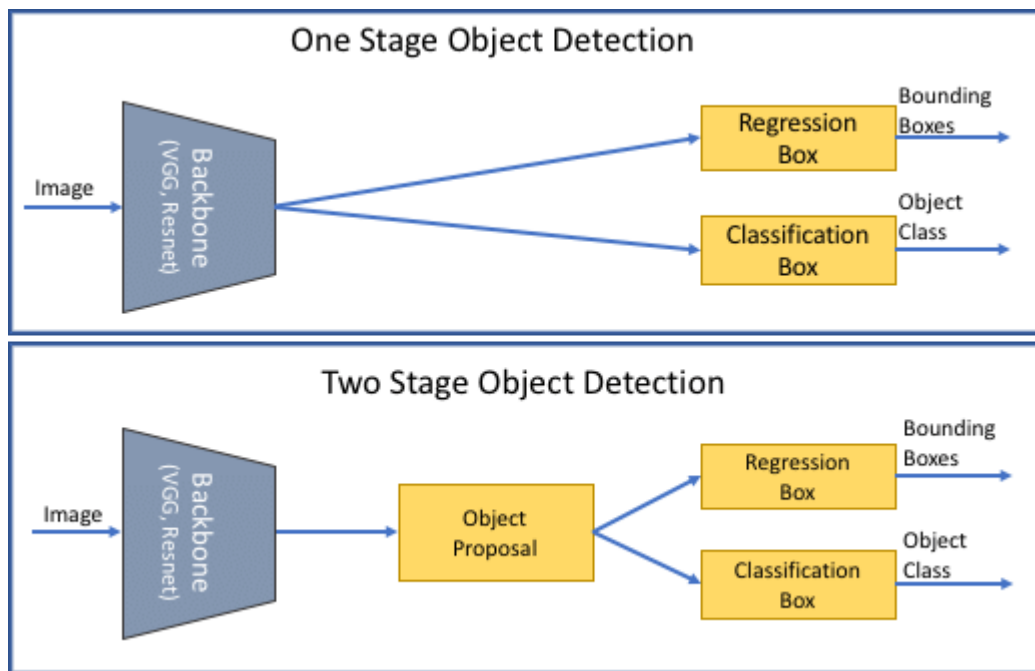 One Stage Object Detection
Image
Backbone
(VGG, Resnet)
Regression
Box
Bounding
Boxes
Classification
Box
Object
Class
Two Stage Object Detection
Image
Backbone
(VGG, Resnet)
Object
Proposal
Regression
Box
Bounding
Boxes
Classification
Box
Object
Class